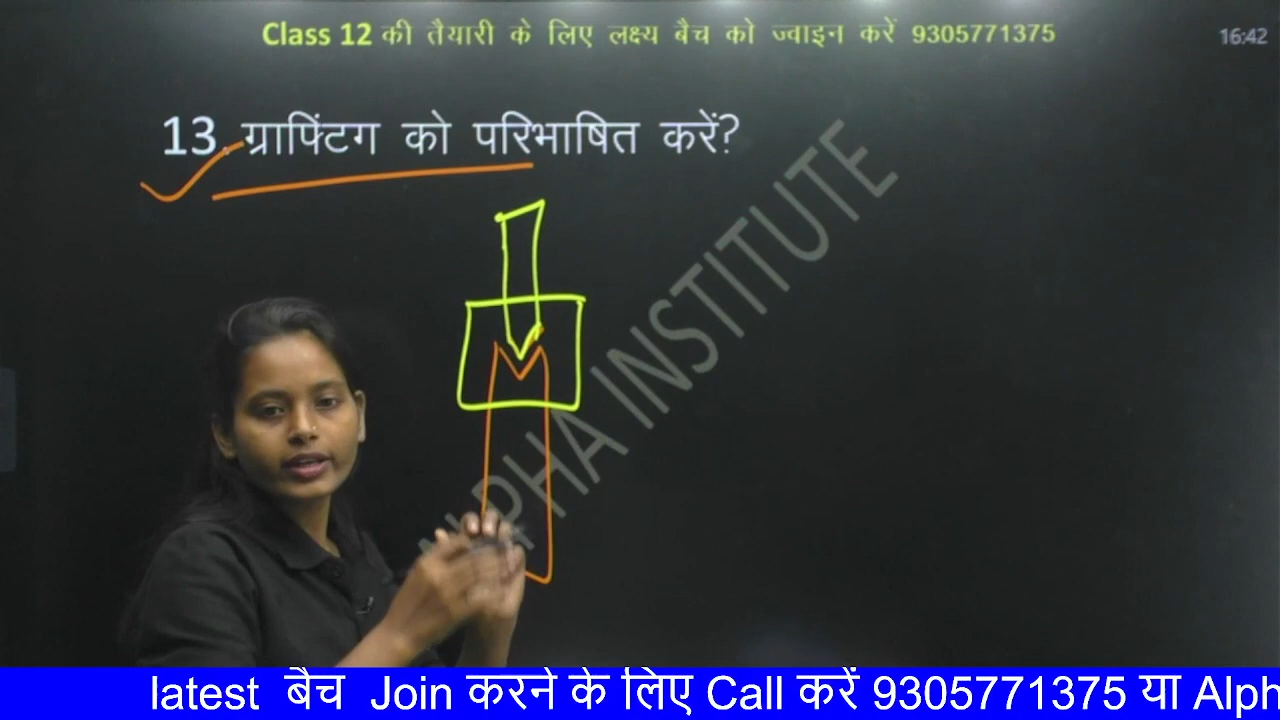 Class 12 की तैयारी के लिए लक्ष्य बैच को ज्वाइन करें 9305771375
16:42
13. ग्राफ्टिंग को परिभाषित करें?
ALPHA INSTITUTE
latest बैच Join करने के लिए Call करें 9305771375 या Alph